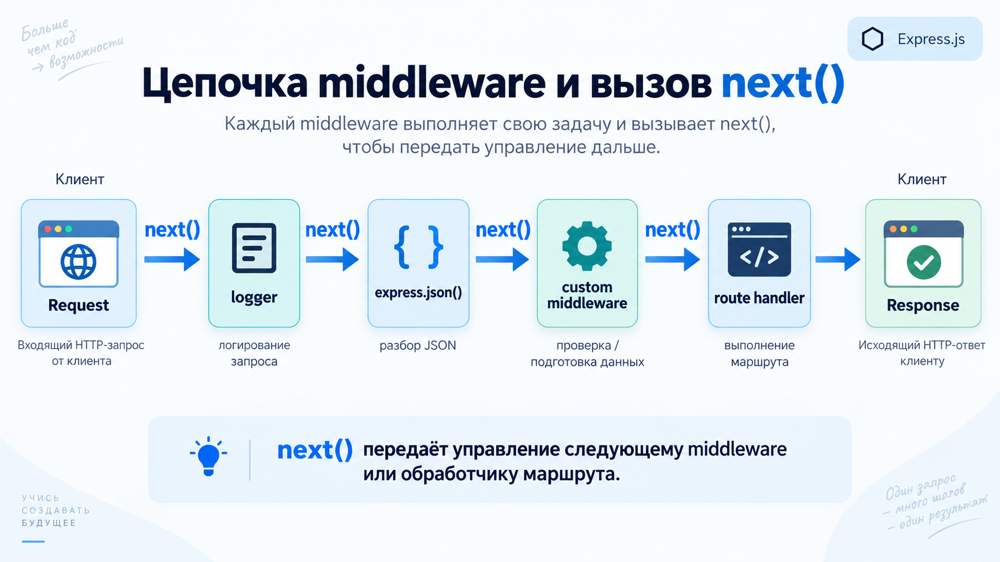 Больше
чем код
→ возможности
Express.js
Цепочка middleware и вызов next()
Каждый middleware выполняет свою задачу и вызывает next(),
чтобы передать управление дальше.
Клиент
Request
Входящий HTTP-запрос
от клиента
next()
logger
логирование
запроса
next()
{ }
express.json()
разбор JSON
next()
custom
middleware
проверка /
подготовка данных
next()
</>
route handler
выполнение
маршрута
Клиент
Response
Исходящий HTTP-ответ
клиенту
next() передаёт управление следующему middleware
или обработчику маршрута.
УЧИСЬ
СОЗДАВАТЬ
БУДУЩЕЕ
Один запрос
– много шагов
– один результат